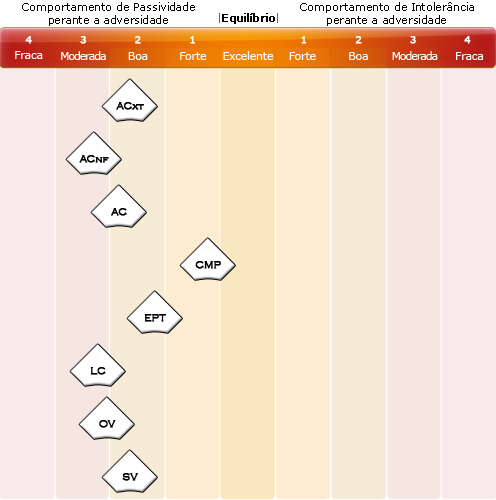 Comportamento de Passividade
perante a adversidade
|Equilíbrio|
Comportamento de Intolerância
perante a adversidade
4 3 2 1 1 2 3 4
Fraca Moderada Boa Forte Excelente Forte Boa Moderada Fraca
ACXT
ACNF
AC
CMP
EPT
LC
OV
SV